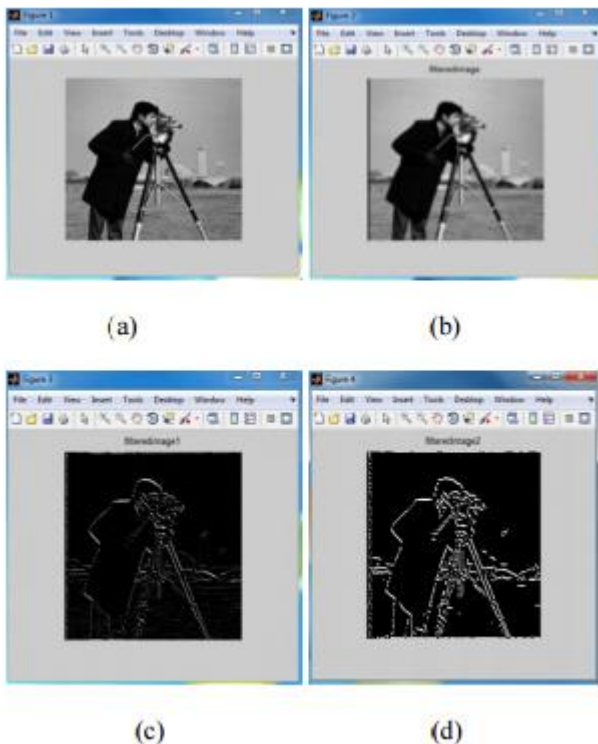 Figure 1
File Edit View Insert Tools Desktop Window Help
Figure 2
File Edit View Insert Tools Desktop Window Help
filteredimage
(a)
(b)
Figure 3
File Edit View Insert Tools Desktop Window Help
filteredimage1
Figure 4
File Edit View Insert Tools Desktop Window Help
filteredimage2
(c)
(d)